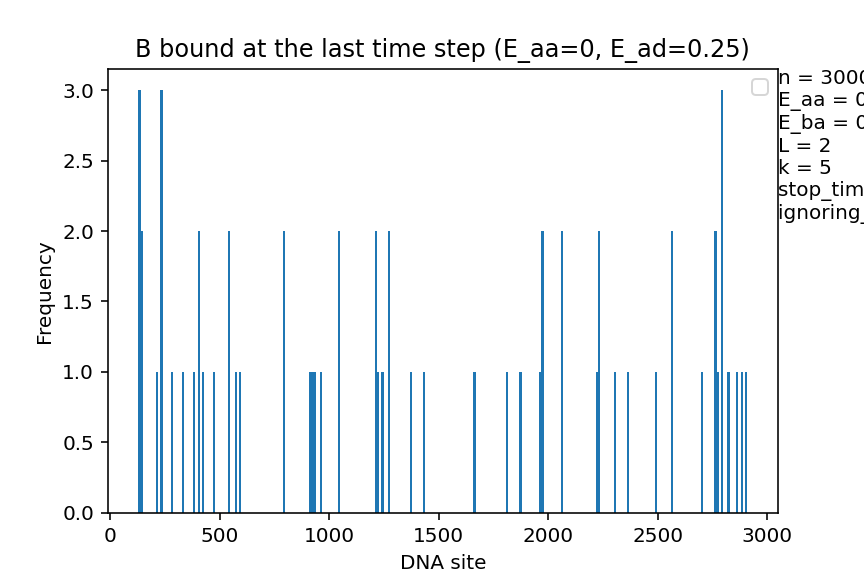 B bound at the last time step (E_aa=0, E_ad=0.25)
3.0
2.5
2.0
1.5
1.0
0.5
0.0
Frequency
0
500
1000
1500
2000
2500
3000
DNA site
n = 3000
E_aa = 0
E_ba = 0
L = 2
k = 5
stop_tim
ignoring_